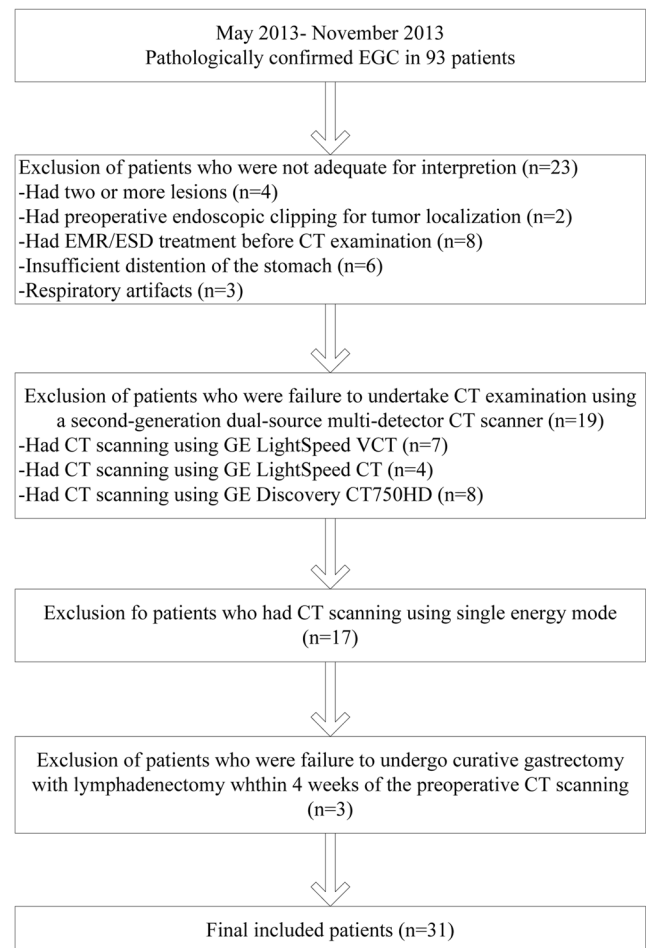 May 2013- November 2013
Pathologically confirmed EGC in 93 patients
Exclusion of patients who were not adequate for interpretion (n=23)
-Had two or more lesions (n=4)
-Had preoperative endoscopic clipping for tumor localization (n=2)
-Had EMR/ESD treatment before CT examination (n=8)
-Insufficient distention of the stomach (n=6)
-Respiratory artifacts (n=3)
Exclusion of patients who were failure to undertake CT examination using
a second-generation dual-source multi-detector CT scanner (n=19)
-Had CT scanning using GE LightSpeed VCT (n=7)
-Had CT scanning using GE LightSpeed CT (n=4)
-Had CT scanning using GE Discovery CT750HD (n=8)
Exclusion fo patients who had CT scanning using single energy mode
(n=17)
Exclusion of patients who were failure to undergo curative gastrectomy
with lymphadenectomy whthin 4 weeks of the preoperative CT scanning
(n=3)
Final included patients (n=31)